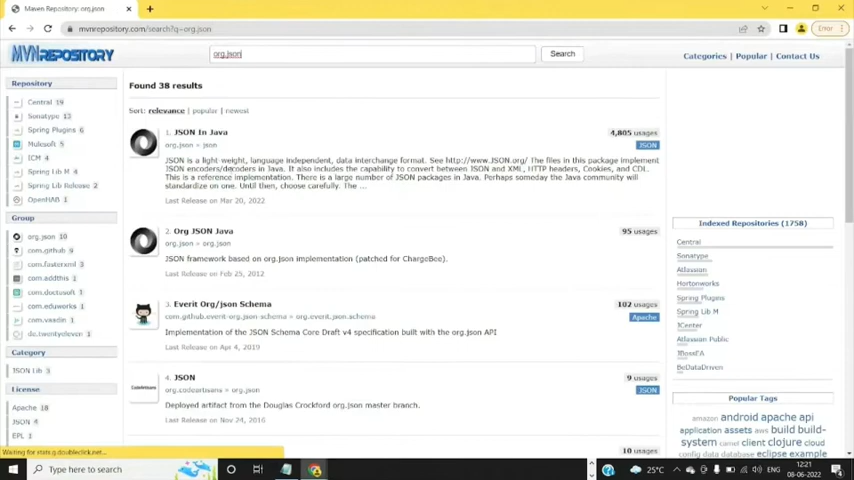 Maven Repository: org.json
mvnrepository.com/search?q=org.json
Error
MVNREPOSITORY
org.json
Search
Categories | Popular | Contact Us
Repository
Central 19
Sonatype 13
Spring Plugins 6
Mulesoft 5
ICM 4
Spring Lib M 4
Spring Lib Release 2
OpenHAB 1
Group
org.json 10
com.github 9
com.fasterxml 3
com.addthis 1
com.doctusoft 1
com.eduworks 1
com.vaadin 1
de.twentyeleven 1
Category
JSON Lib 5
License
Apache 18
JSON 4
EPL 1
Found 38 results
Sort: relevance | popular | newest
1. JSON In Java
4,805 usages
org.json » json
JSON
JSON is a light-weight, language independent, data interchange format. See http://www.JSON.org/ The files in this package implement
JSON encoders/decoders in Java. It also includes the capability to convert between JSON and XML, HTTP headers, Cookies, and CDL.
This is a reference implementation. There is a large number of JSON packages in Java. Perhaps someday the Java community will
standardize on one. Until then, choose carefully. The ...
Last Release on Mar 20, 2022
2. Org JSON Java
95 usages
org.json » org.json
JSON framework based on org.json implementation (patched for ChargeBee).
Last Release on Feb 25, 2012
3. Everit Org/json Schema
102 usages
com.github.everit-org.json-schema » org.everit.json.schema
Apache
Implementation of the JSON Schema Core Draft v4 specification built with the org.json API
Last Release on Apr 4, 2019
4. JSON
9 usages
org.codeartisans » org.json
JSON
Deployed artifact from the Douglas Crockford org.json master branch.
Last Release on Nov 24, 2016
10 usages
Indexed Repositories (1758)
Central
Sonatype
Atlassian
Hortonworks
Spring Plugins
Spring Lib M
JCenter
Atlassian Public
JBossEA
BeDataDriven
Popular Tags
amazon android apache api
application assets aws build build-
system camel client clojure cloud
config data database eclipse example
Waiting for stats.g.doubleclick.net...
Type here to search
25°C
ENG
12:21
08-06-2022
4